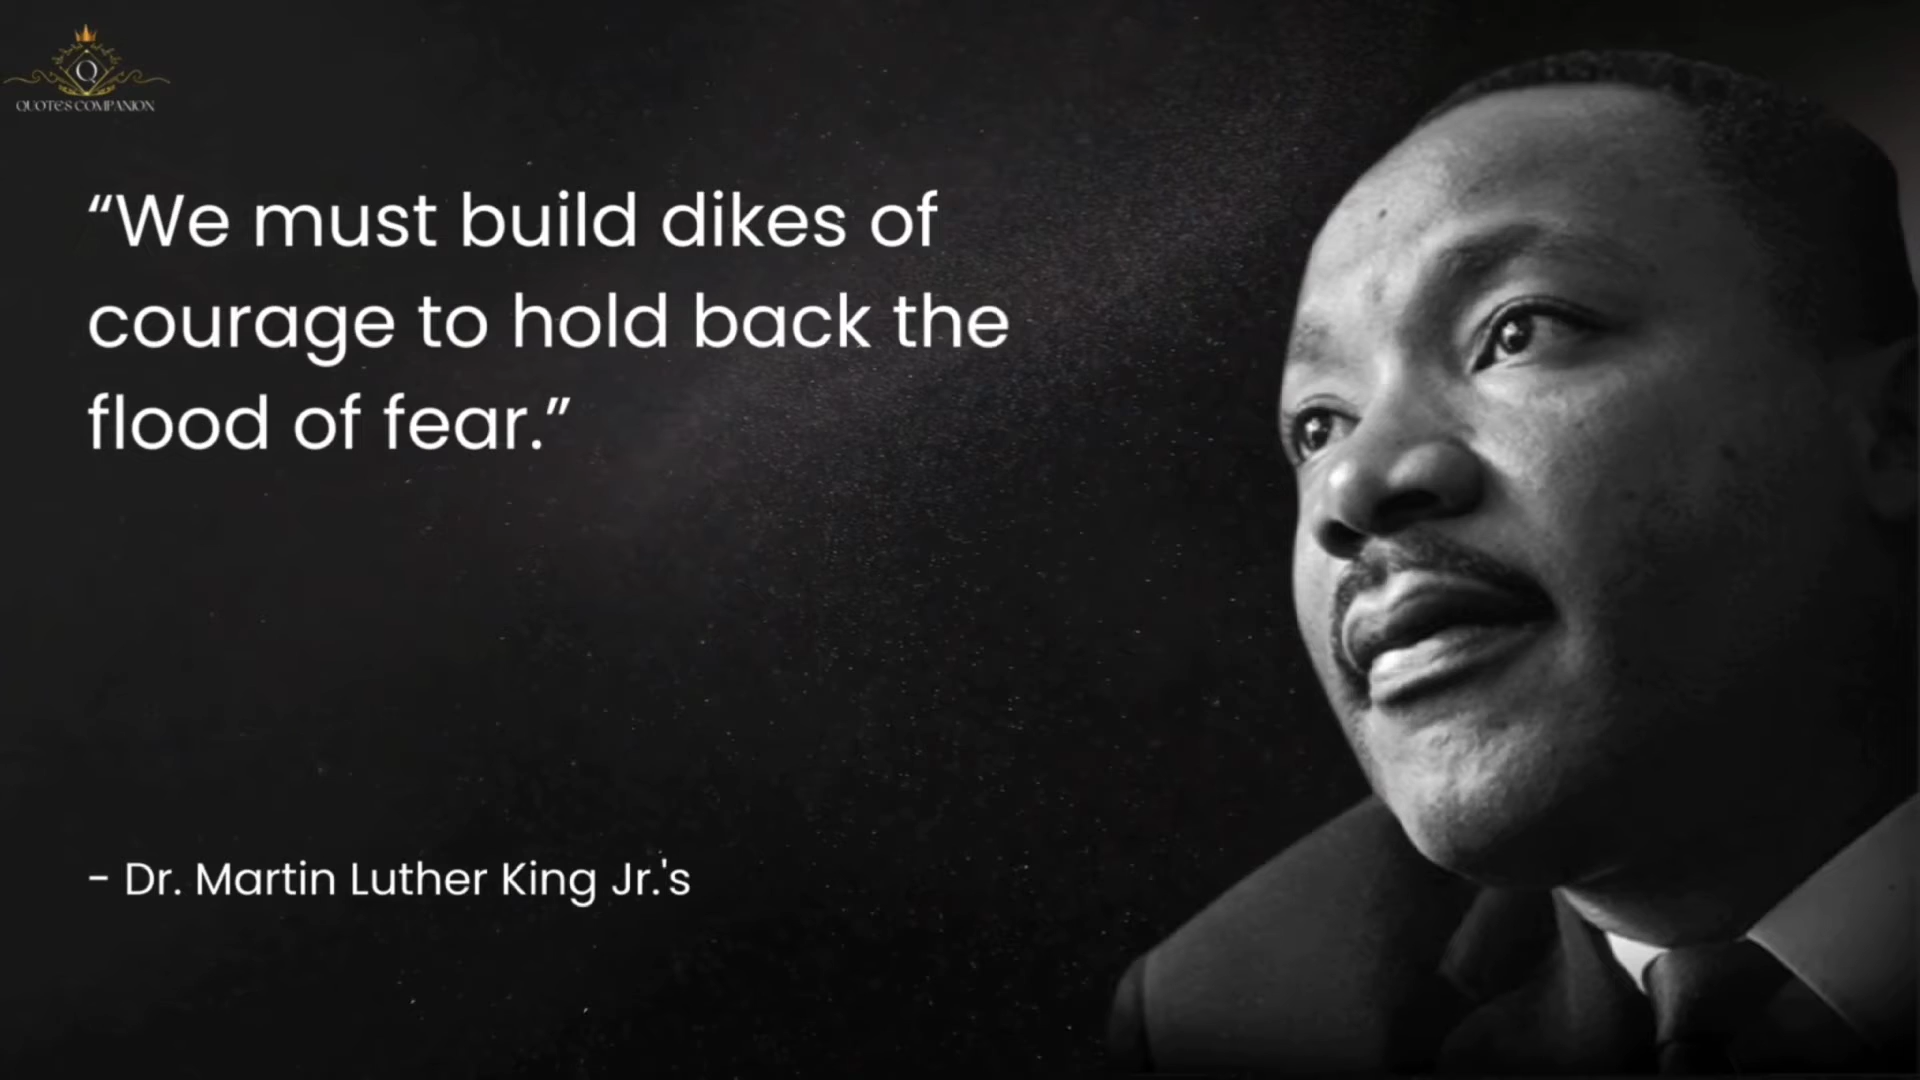 Q
QUOTES COMPANION
“We must build dikes of
courage to hold back the
flood of fear.”
- Dr. Martin Luther King Jr.'s